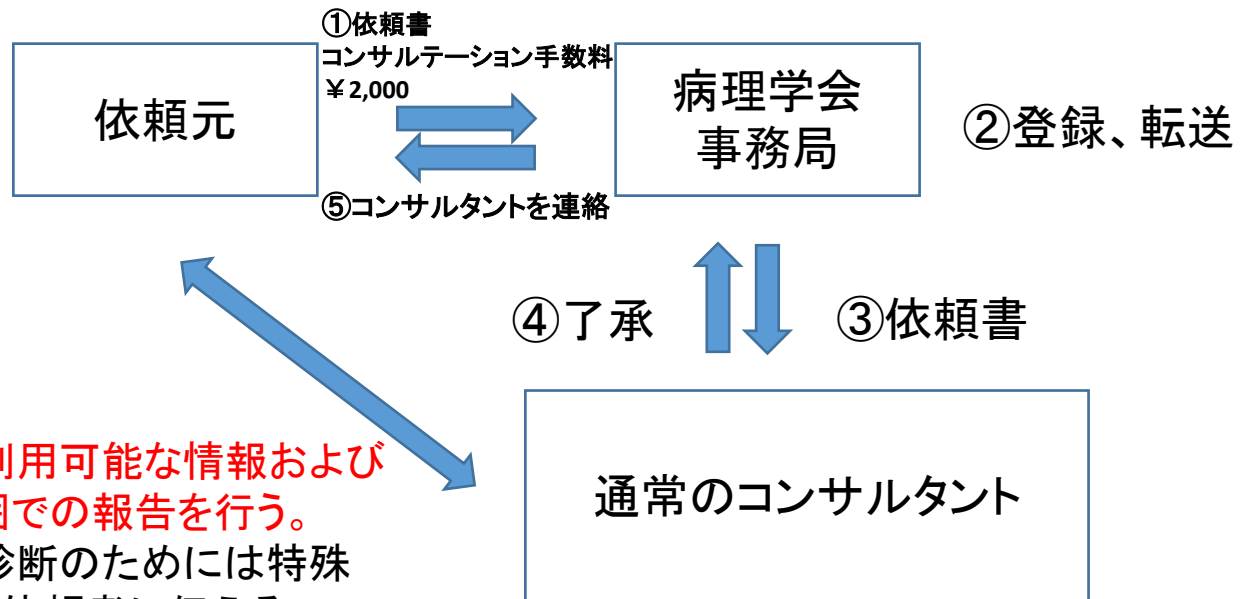 ①依頼書
コンサルテーション手数料
￥2,000
依頼元
病理学会
事務局
②登録、転送
⑤コンサルタントを連絡
④了承
③依頼書
利用可能な情報および
での報告を行う。
診断のためには特殊
通常のコンサルタント